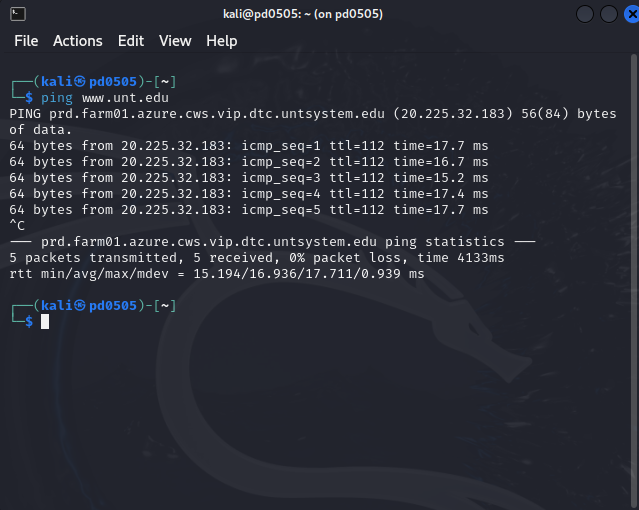 kali@pd0505: ~ (on pd0505)
File Actions Edit View Help
┌──(kali㉿pd0505)-[~]
└─$ ping www.unt.edu
PING prd.farm01.azure.cws.vip.dtc.untsystem.edu (20.225.32.183) 56(84) bytes
of data.
64 bytes from 20.225.32.183: icmp_seq=1 ttl=112 time=17.7 ms
64 bytes from 20.225.32.183: icmp_seq=2 ttl=112 time=16.7 ms
64 bytes from 20.225.32.183: icmp_seq=3 ttl=112 time=15.2 ms
64 bytes from 20.225.32.183: icmp_seq=4 ttl=112 time=17.4 ms
64 bytes from 20.225.32.183: icmp_seq=5 ttl=112 time=17.7 ms
^C
--- prd.farm01.azure.cws.vip.dtc.untsystem.edu ping statistics ---
5 packets transmitted, 5 received, 0% packet loss, time 4133ms
rtt min/avg/max/mdev = 15.194/16.936/17.711/0.939 ms
┌──(kali㉿pd0505)-[~]
└─$